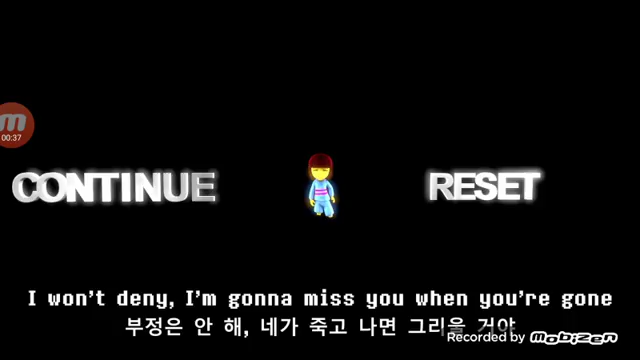 00:37
CONTINUE
RESET
I won't deny, I'm gonna miss you when you're gone
부정은 안 해, 네가 죽고 나면 그리울 거야
Recorded by mobizen